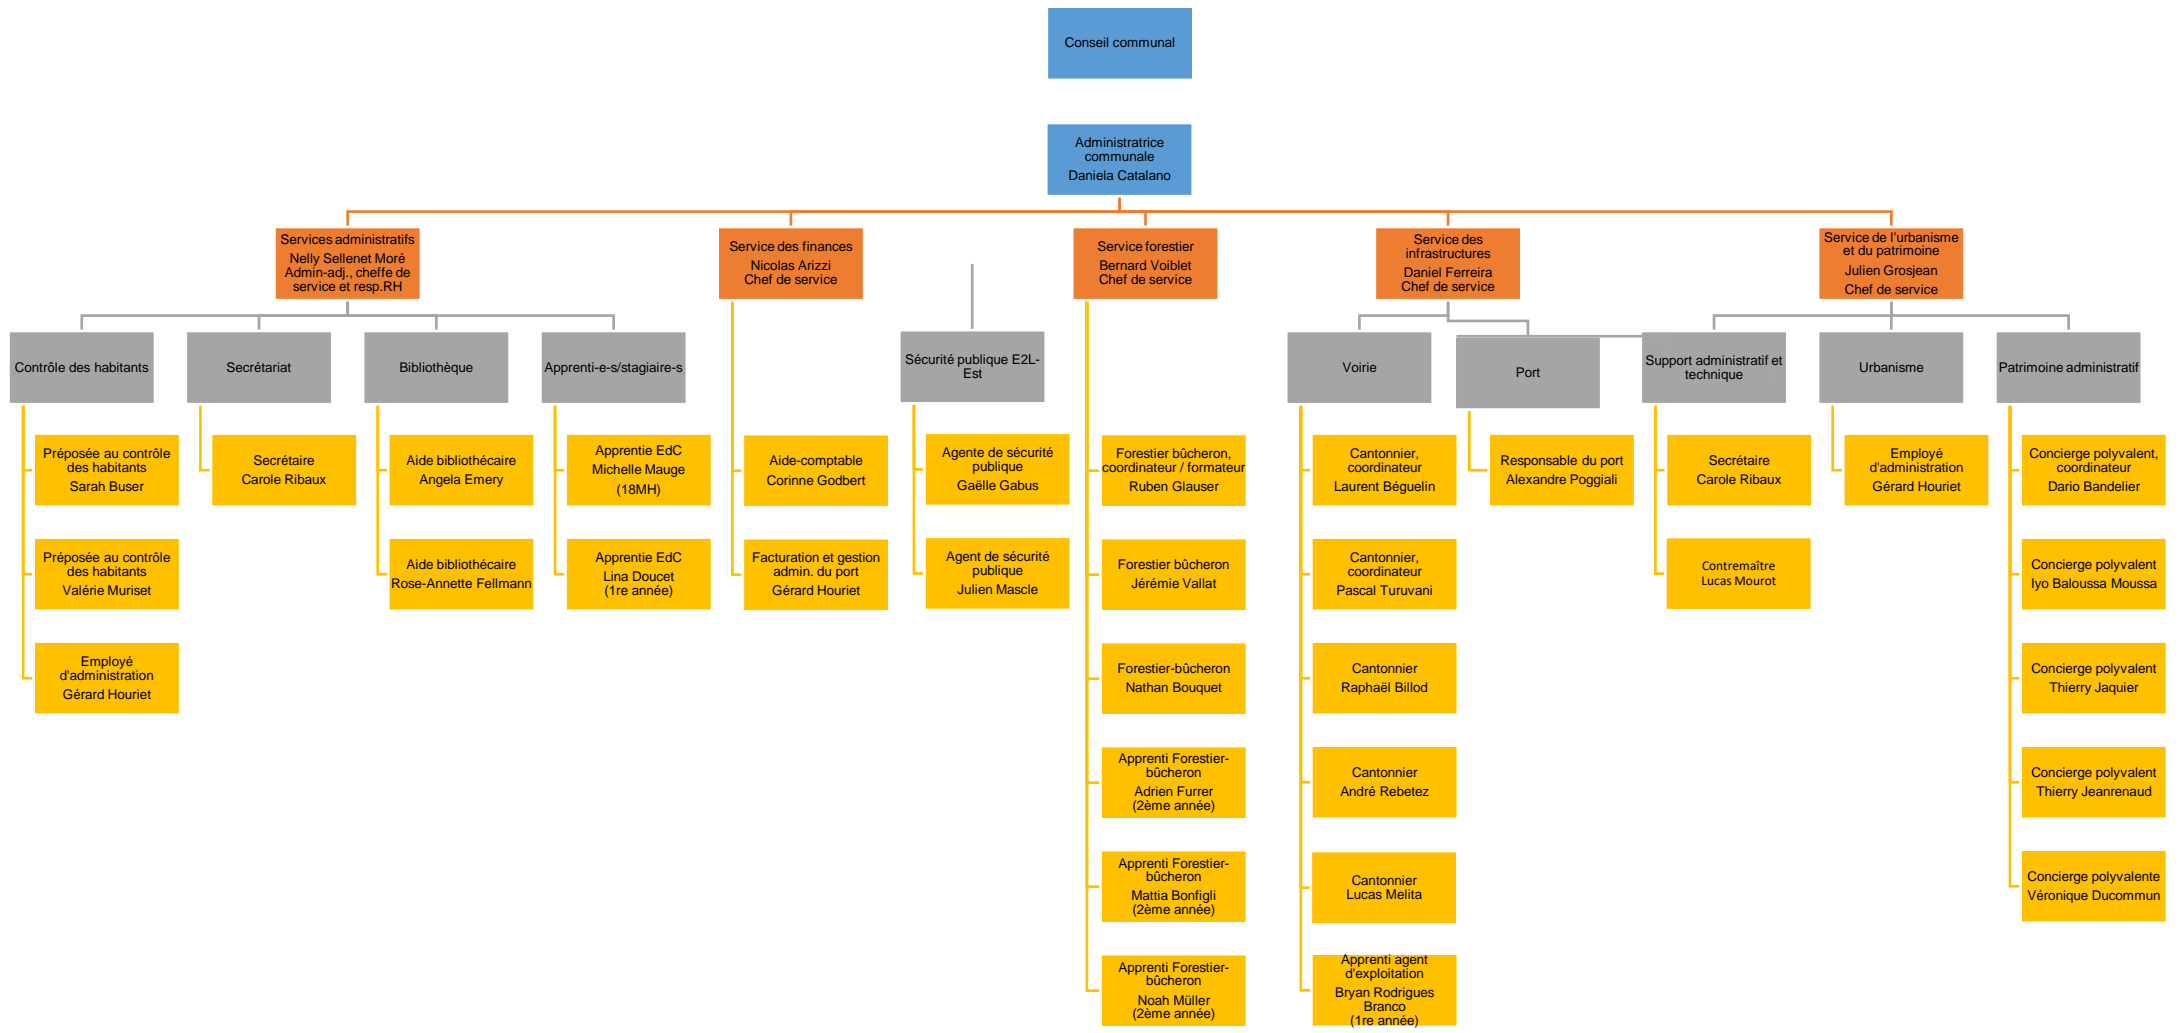 Conseil communal
Administratrice
communale
Daniela Catalano
Services administratifs
Nelly Sellenet Moré
Admin-adj., cheffe de
service et resp.RH
Service des finances
Nicolas Arizzi
Chef de service
Service forestier
Bernard Voiblet
Chef de service
Service des
infrastructures
Daniel Ferreira
Chef de service
Service de l'urbanisme
et du patrimoine
Julien Grosjean
Chef de service
Contrôle des habitants
Secrétariat
Bibliothèque
Apprenti-e-s/stagiaire-s
Sécurité publique E2L-
Est
Voirie
Port
Support administratif et
technique
Urbanisme
Patrimoine administratif
Préposée au contrôle
des habitants
Sarah Buser
Préposée au contrôle
des habitants
Valérie Muriset
Employé
d'administration
Gérard Houriet
Secrétaire
Carole Ribaux
Aide bibliothécaire
Angela Emery
Aide bibliothécaire
Rose-Annette Fellmann
Apprentie EdC
Michelle Mauge
(18MH)
Apprentie EdC
Lina Doucet
(1re année)
Aide-comptable
Corinne Godbert
Facturation et gestion
admin. du port
Gérard Houriet
Agente de sécurité
publique
Gaëlle Gabus
Agent de sécurité
publique
Julien Mascle
Forestier bûcheron,
coordinateur / formateur
Ruben Glauser
Forestier bûcheron
Jérémie Vallat
Forestier-bûcheron
Nathan Bouquet
Apprenti Forestier-
bûcheron
Adrien Furrer
(2ème année)
Apprenti Forestier-
bûcheron
Mattia Bonfigli
(2ème année)
Apprenti Forestier-
bûcheron
Noah Müller
(2ème année)
Cantonnier,
coordinateur
Laurent Béguelin
Cantonnier,
coordinateur
Pascal Turuvani
Cantonnier
Raphaël Billod
Cantonnier
André Rebetez
Cantonnier
Lucas Melita
Apprenti agent
d'exploitation
Bryan Rodrigues
Branco
(1re année)
Responsable du port
Alexandre Poggiali
Secrétaire
Carole Ribaux
Contremaître
Lucas Mourot
Employé
d'administration
Gérard Houriet
Concierge polyvalent,
coordinateur
Dario Bandelier
Concierge polyvalent
Iyo Baloussa Moussa
Concierge polyvalent
Thierry Jaquier
Concierge polyvalent
Thierry Jeanrenaud
Concierge polyvalente
Véronique Ducommun